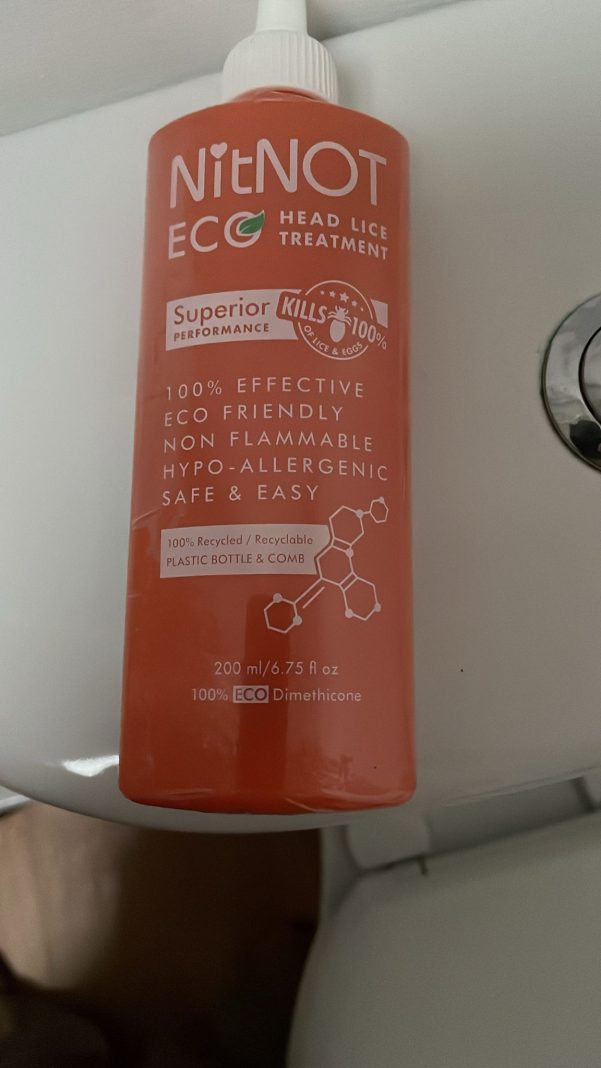 NitNOT
ECO HEAD LICE
TREATMENT
Superior
PERFORMANCE
KILLS 100%
OF LICE & EGGS
100% EFFECTIVE
ECO FRIENDLY
NON FLAMMABLE
HYPO-ALLERGENIC
SAFE & EASY
100% Recycled / Recyclable
PLASTIC BOTTLE & COMB
200 ml/6.75 fl oz
100% ECO Dimethicone